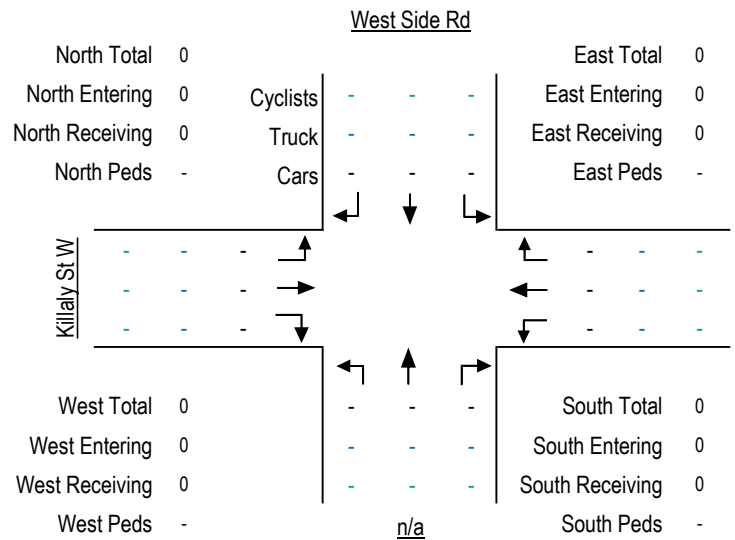 West Side Rd
North Total 0
East Total 0
North Entering 0
Cyclists - - -
East Entering 0
North Receiving 0
Truck - - -
East Receiving 0
North Peds -
Cars - - -
East Peds -
Killaly St W
- - -
- - -
- - -
- - -
- - -
- - -
West Total 0
- - -
South Total 0
West Entering 0
- - -
South Entering 0
West Receiving 0
- - -
South Receiving 0
West Peds -
n/a
South Peds -